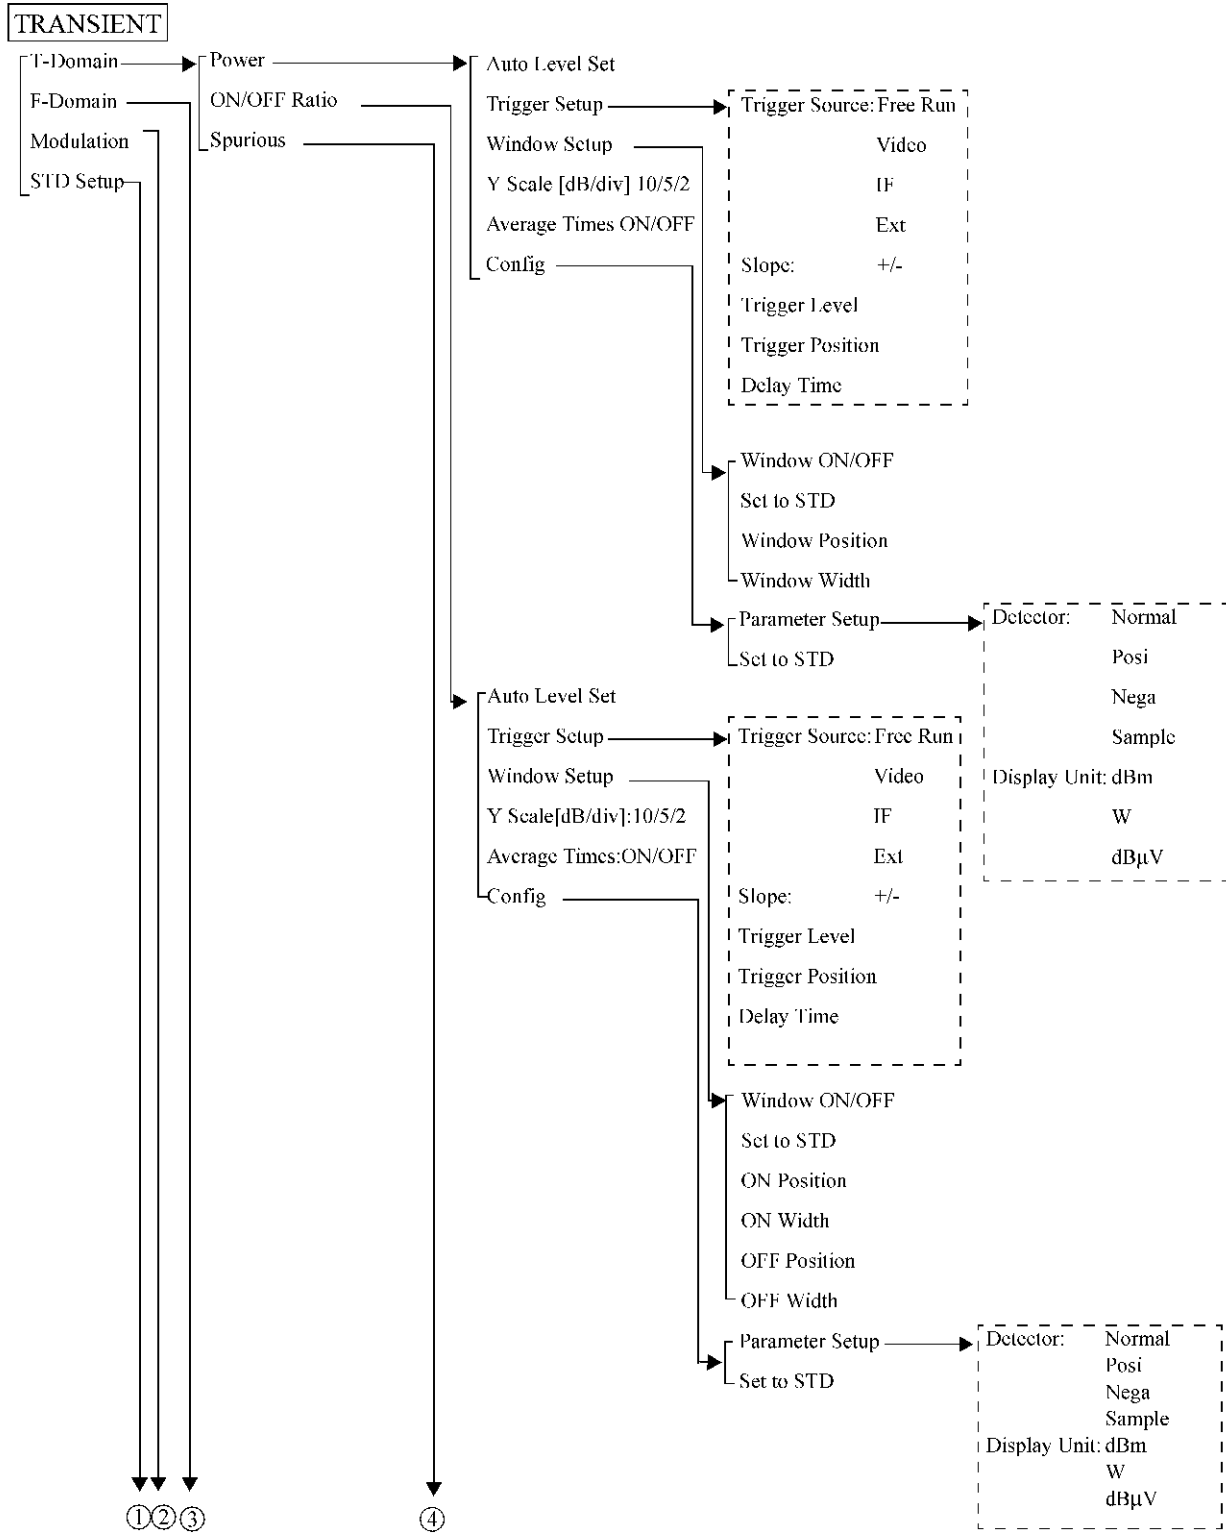 TRANSIENT
T-Domain
F-Domain
Modulation
STD Setup
Power
ON/OFF Ratio
Spurious
Auto Level Set
Trigger Setup
Window Setup
Y Scale [dB/div] 10/5/2
Average Times ON/OFF
Config
Trigger Source: Free Run
Video
IF
Ext
Slope: +/-
Trigger Level
Trigger Position
Delay Time
Window ON/OFF
Set to STD
Window Position
Window Width
Parameter Setup
Set to STD
Detector: Normal
Posi
Nega
Sample
Display Unit: dBm
W
dBμV
Auto Level Set
Trigger Setup
Window Setup
Y Scale[dB/div]:10/5/2
Average Times:ON/OFF
Config
Trigger Source: Free Run
Video
IF
Ext
Slope: +/-
Trigger Level
Trigger Position
Delay Time
Window ON/OFF
Set to STD
ON Position
ON Width
OFF Position
OFF Width
Parameter Setup
Set to STD
Detector: Normal
Posi
Nega
Sample
Display Unit: dBm
W
dBμV
① ② ③ ④